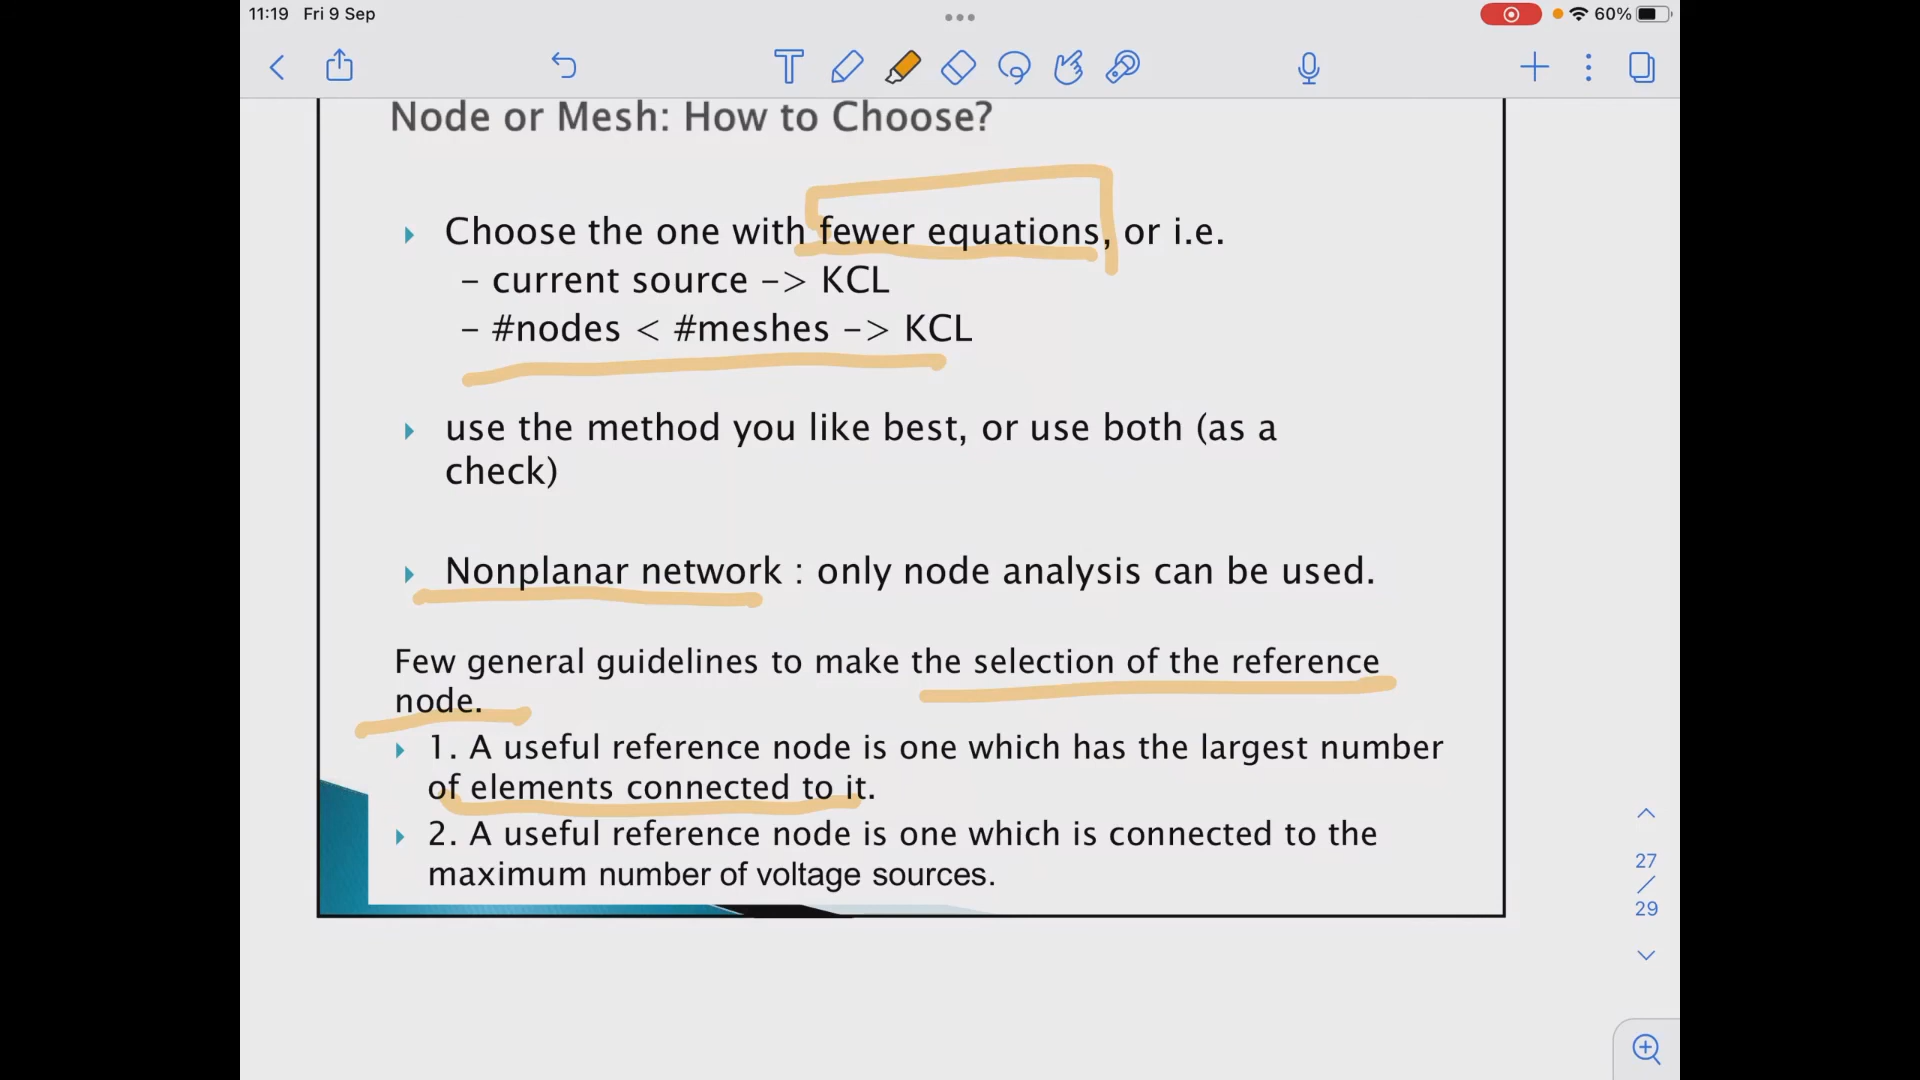 11:19 Fri 9 Sep
60%
Node or Mesh: How to Choose?
Choose the one with fewer equations, or i.e.
- current source -> KCL
- #nodes < #meshes -> KCL
use the method you like best, or use both (as a
check)
Nonplanar network : only node analysis can be used.
Few general guidelines to make the selection of the reference
node.
1. A useful reference node is one which has the largest number
of elements connected to it.
2. A useful reference node is one which is connected to the
maximum number of voltage sources.
27
/
29